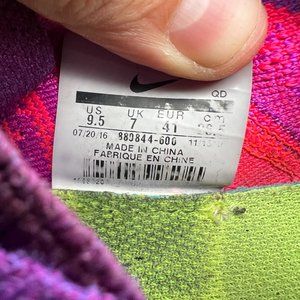 QD
US UK EUR cm
9.5 7 41
07/20/16 880844-600
MADE IN CHINA
FABRIQUÉ EN CHINE